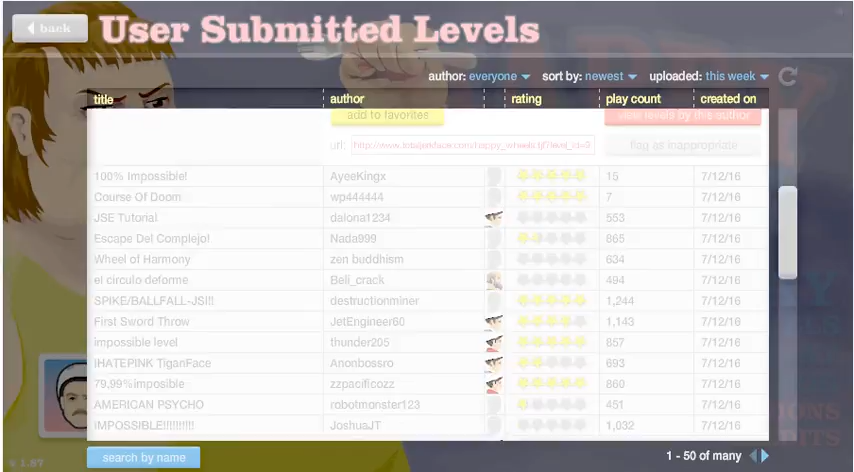 back
User Submitted Levels
author: everyone sort by: newest uploaded: this week
title author rating play count created on
add to favorites view levels by this author
url: flag as inappropriate
100% Impossible! AyeeKingx 15 7/12/16
Course Of Doom wp444444 7 7/12/16
JSE Tutorial dalona1234 553 7/12/16
Escape Del Complejo! Nada999 865 7/12/16
Wheel of Harmony zen buddhism 634 7/12/16
el circulo deforme Beli_crack 494 7/12/16
SPIKE/BALLFALL-JS!!! destructionminer 1,244 7/12/16
First Sword Throw JetEngineer60 1,143 7/12/16
impossible level thunder205 857 7/12/16
IHATEPINK TiganFace Anonbossro 693 7/12/16
79.99%imposible zzpacificozz 860 7/12/16
AMERICAN PSYCHO robotmonster123 451 7/12/16
IMPOSSIBLE!!!!!!!!!! JoshuaJT 1,032 7/12/16
search by name 1 - 50 of many
v 1.87